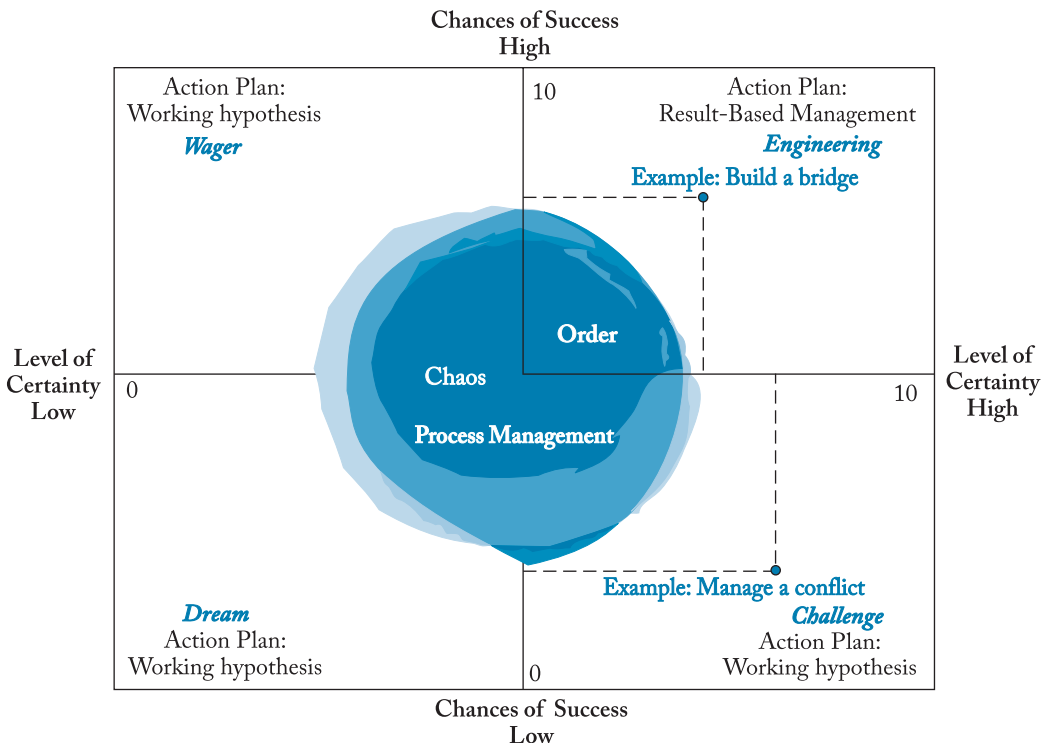 Chances of Success
High
Action Plan:
Working hypothesis
Wager
10
Action Plan:
Result-Based Management
Engineering
Example: Build a bridge
Order
Chaos
Process Management
Level of
Certainty
Low
0
10
Level of
Certainty
High
Example: Manage a conflict
Challenge
Action Plan:
Working hypothesis
Dream
Action Plan:
Working hypothesis
0
Chances of Success
Low